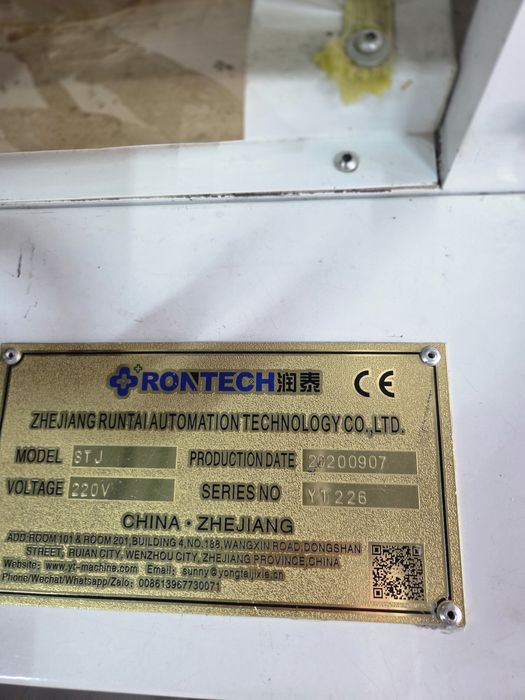 RONTECH润泰 CE
ZHEJIANG RUNTAI AUTOMATION TECHNOLOGY CO.,LTD.
MODEL STJ PRODUCTION DATE 20200907
VOLTAGE 220V SERIES NO YT226
CHINA · ZHEJIANG
ADD:ROOM 101 & ROOM 201, BUILDING 4, NO.188, WANGXIN ROAD, DONGSHAN
STREET, RUIAN CITY, WENZHOU CITY, ZHEJIANG PROVINCE, CHINA
Website: www.yt-machine.com Email: sunny@yongtaijixie.cn
Phone/Wechat/Whatsapp/Zalo: 008613967730071